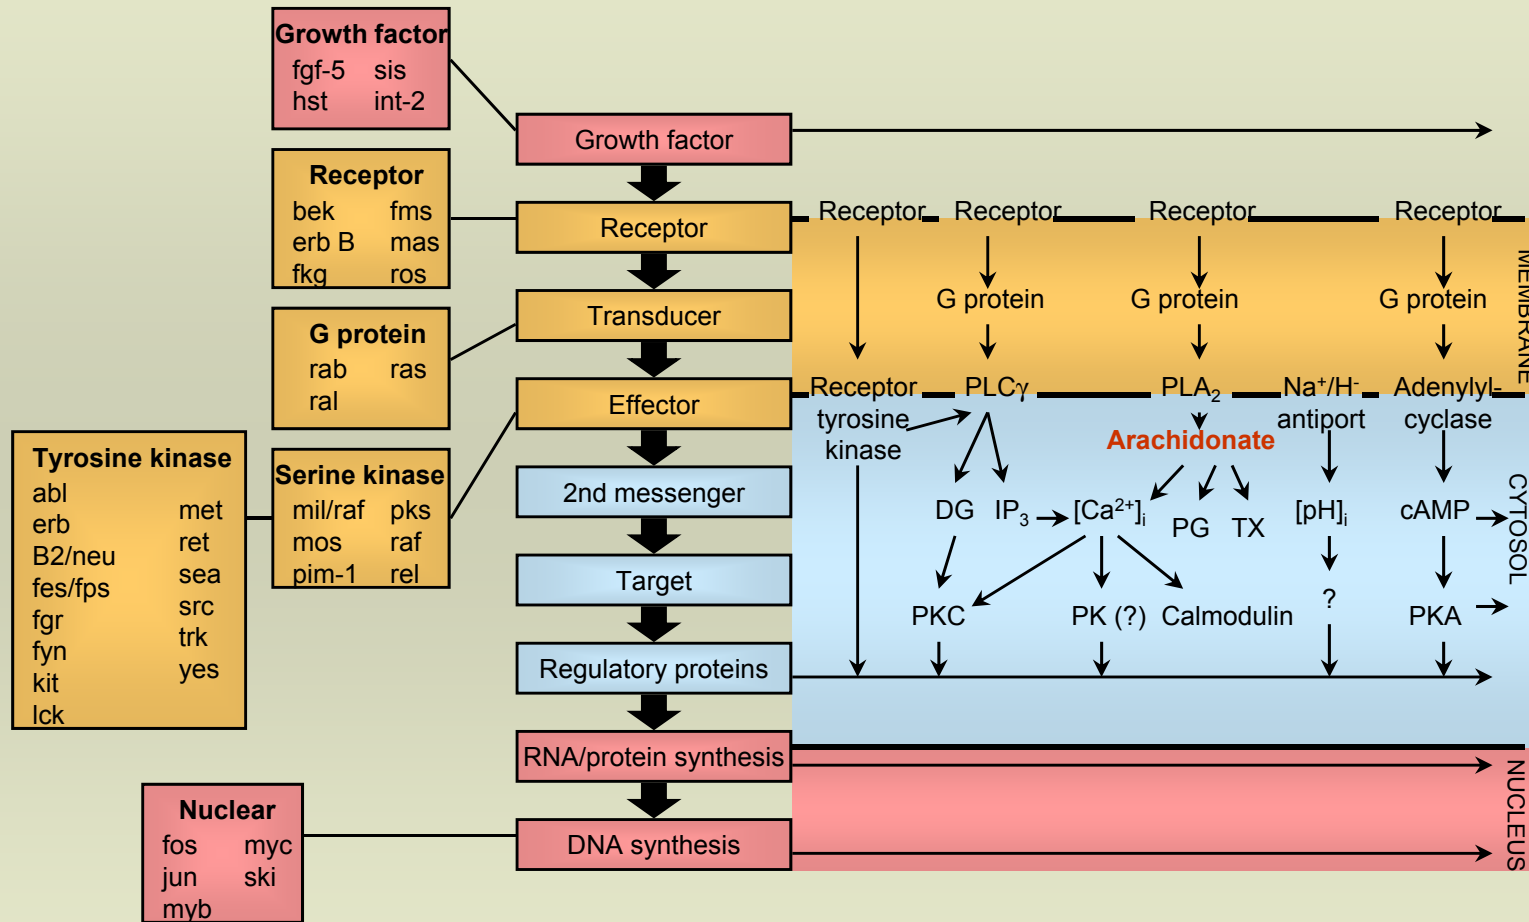 Growth factor
fgf-5 sis
hst int-2
Receptor
bek fms
erb B mas
fkg ros
G protein
rab ras
ral
Tyrosine kinase
abl
erb
B2/neu
fes/fps
fgr
fyn
kit
lck
met
ret
sea
src
trk
yes
Serine kinase
mil/raf pks
mos raf
pim-1 rel
Nuclear
fos myc
jun ski
myb
Growth factor
Receptor
Transducer
Effector
2nd messenger
Target
Regulatory proteins
RNA/protein synthesis
DNA synthesis
Receptor Receptor Receptor Receptor
G protein G protein G protein
Receptor
tyrosine
kinase
PLCγ
PLA₂
Na⁺/H⁻
antiport
Adenylyl-
cyclase
Arachidonate
DG IP₃ [Ca²⁺]ᵢ PG TX [pH]ᵢ cAMP
PKC PK (?) Calmodulin ? PKA
MEMBRANE
CYTOSOL
NUCLEUS